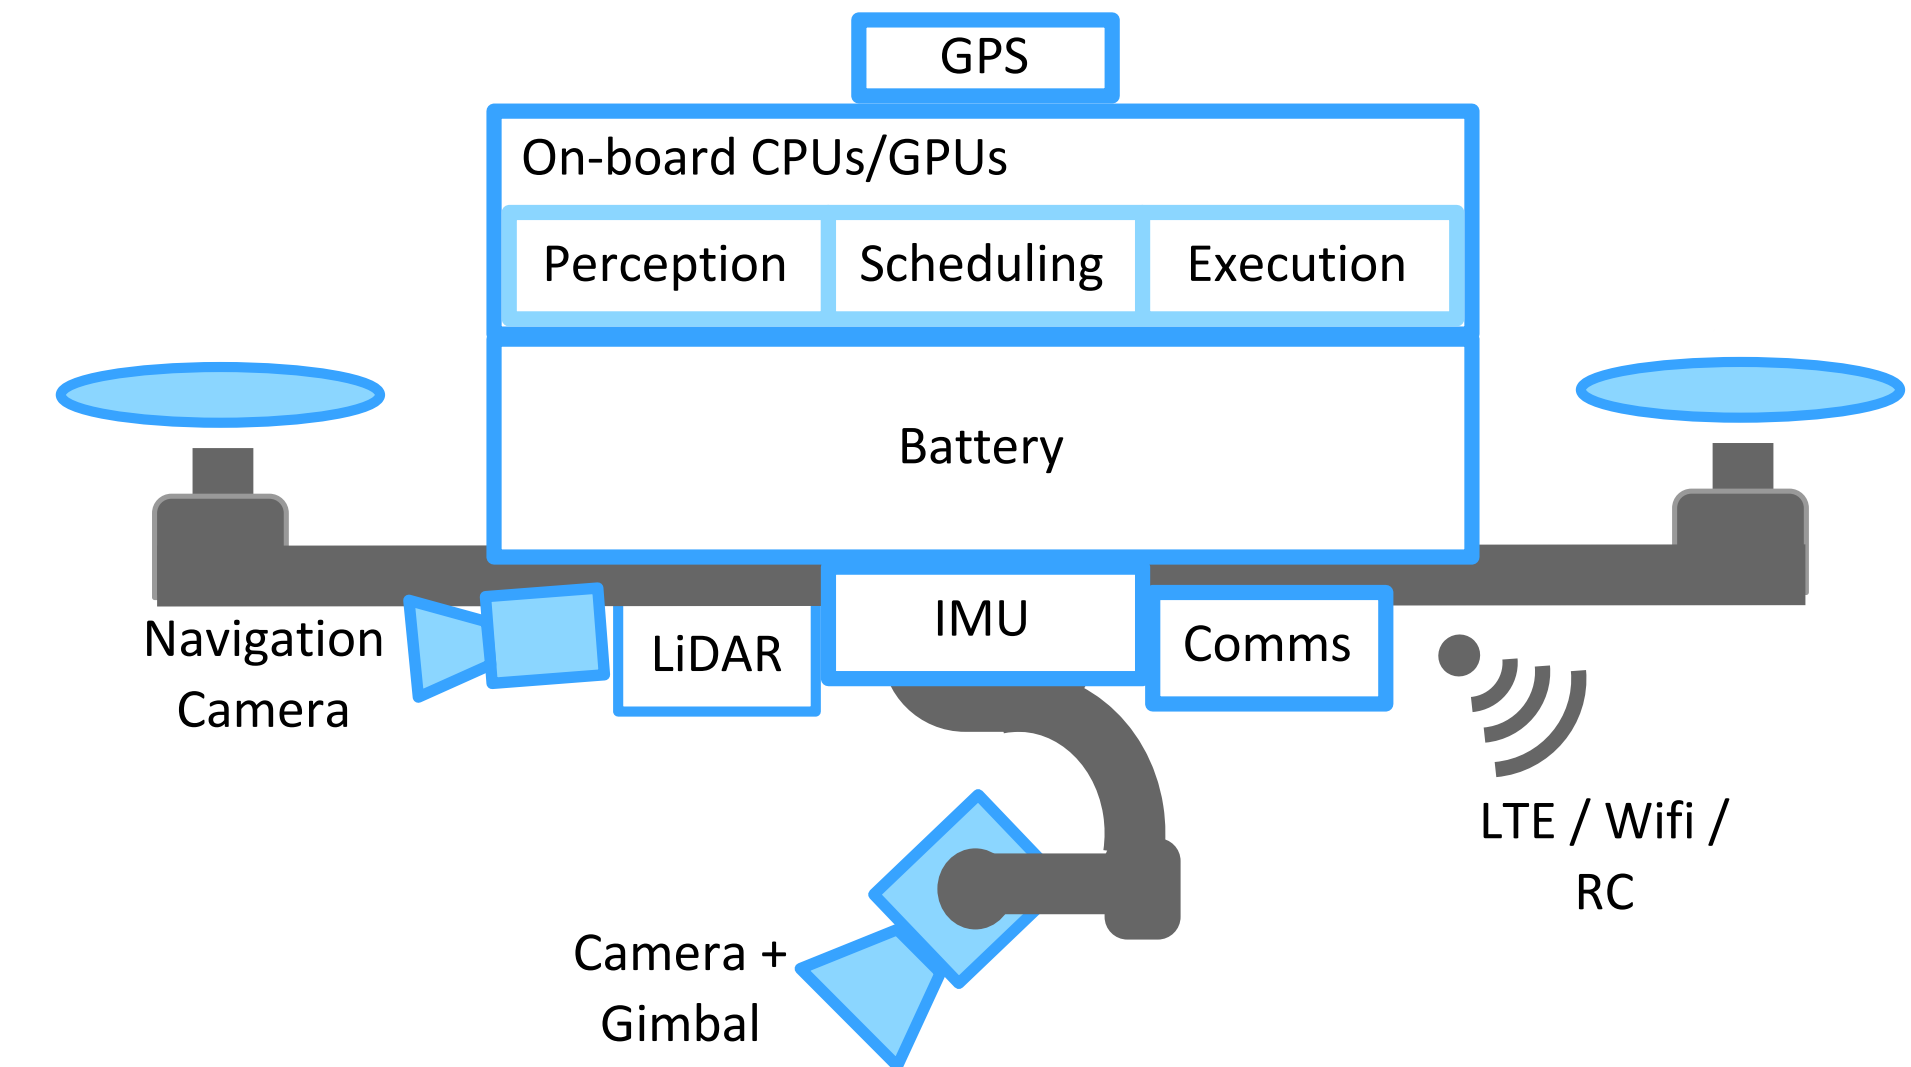 GPS
On-board CPUs/GPUs
Perception
Scheduling
Execution
Battery
Navigation
Camera
LiDAR
IMU
Comms
LTE / Wifi /
RC
Camera +
Gimbal